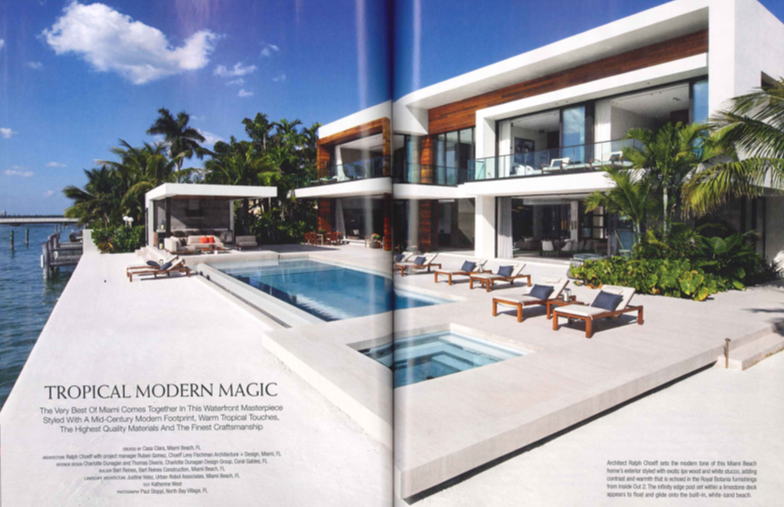 TROPICAL MODERN MAGIC
The Very Best Of Miami Comes Together In This Waterfront Masterpiece
Styled With A Mid-Century Modern Footprint, Warm Tropical Touches,
The Highest Quality Materials And The Finest Craftsmanship
CREATED BY Casa Clara, Miami Beach, FL
ARCHITECTURE Ralph Choeff with project manager Ruben Gomez, Choeff Levy Fischman Architecture + Design, Miami, FL
INTERIOR DESIGN Charlotte Dunagan and Thomas Diverio, Charlotte Dunagan Design Group, Coral Gables, FL
BUILDER Bart Reines, Bart Reines Construction, Miami Beach, FL
LANDSCAPE ARCHITECTURE Justine Velez, Urban Robot Associates, Miami Beach, FL
TEXT Katherine West
PHOTOGRAPHY Paul Stoppi, North Bay Village, FL
Architect Ralph Choeff sets the modern tone of this Miami Beach
home's exterior styled with exotic ipe wood and white stucco, adding
contrast and warmth that is echoed in the Royal Botania furnishings
from Inside Out 2. The infinity edge pool set within a limestone deck
appears to float and glide onto the built-in, white-sand beach.